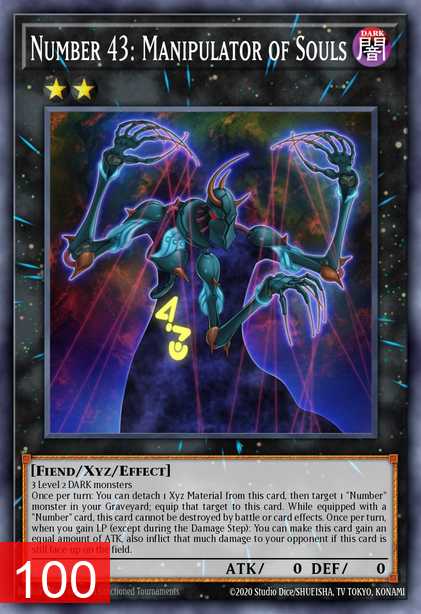 Number 43: Manipulator of Souls
DARK
闇
43
[Fiend/Xyz/Effect]
3 Level 2 DARK monsters
Once per turn: You can detach 1 Xyz Material from this card, then target 1 "Number"
monster in your Graveyard; equip that target to this card. While equipped with a
"Number" card, this card cannot be destroyed by battle or card effects. Once per turn,
when you gain LP (except during the Damage Step): You can make this card gain an
equal amount of ATK, also inflict that much damage to your opponent if this card is
still face up on the field.
ATK/ 0 DEF/ 0
100
Tournaments
©2020 Studio Dice/SHUEISHA, TV TOKYO, KONAMI